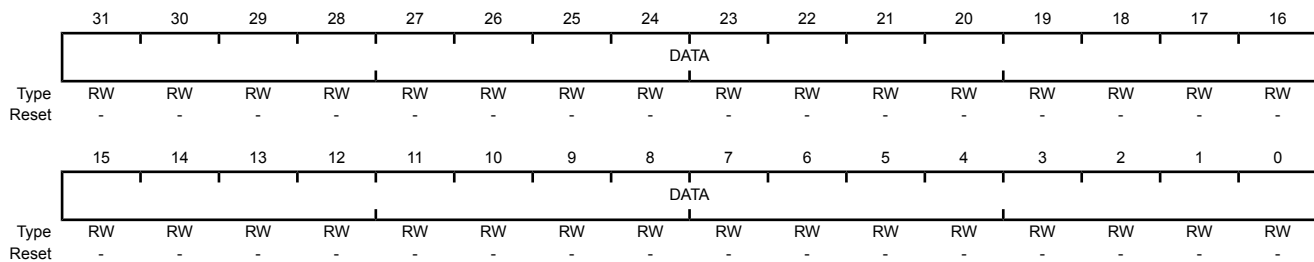 31 30 29 28 27 26 25 24 23 22 21 20 19 18 17 16
DATA
Type RW RW RW RW RW RW RW RW RW RW RW RW RW RW RW RW
Reset - - - - - - - - - - - - - - - -
15 14 13 12 11 10 9 8 7 6 5 4 3 2 1 0
DATA
Type RW RW RW RW RW RW RW RW RW RW RW RW RW RW RW RW
Reset - - - - - - - - - - - - - - - -